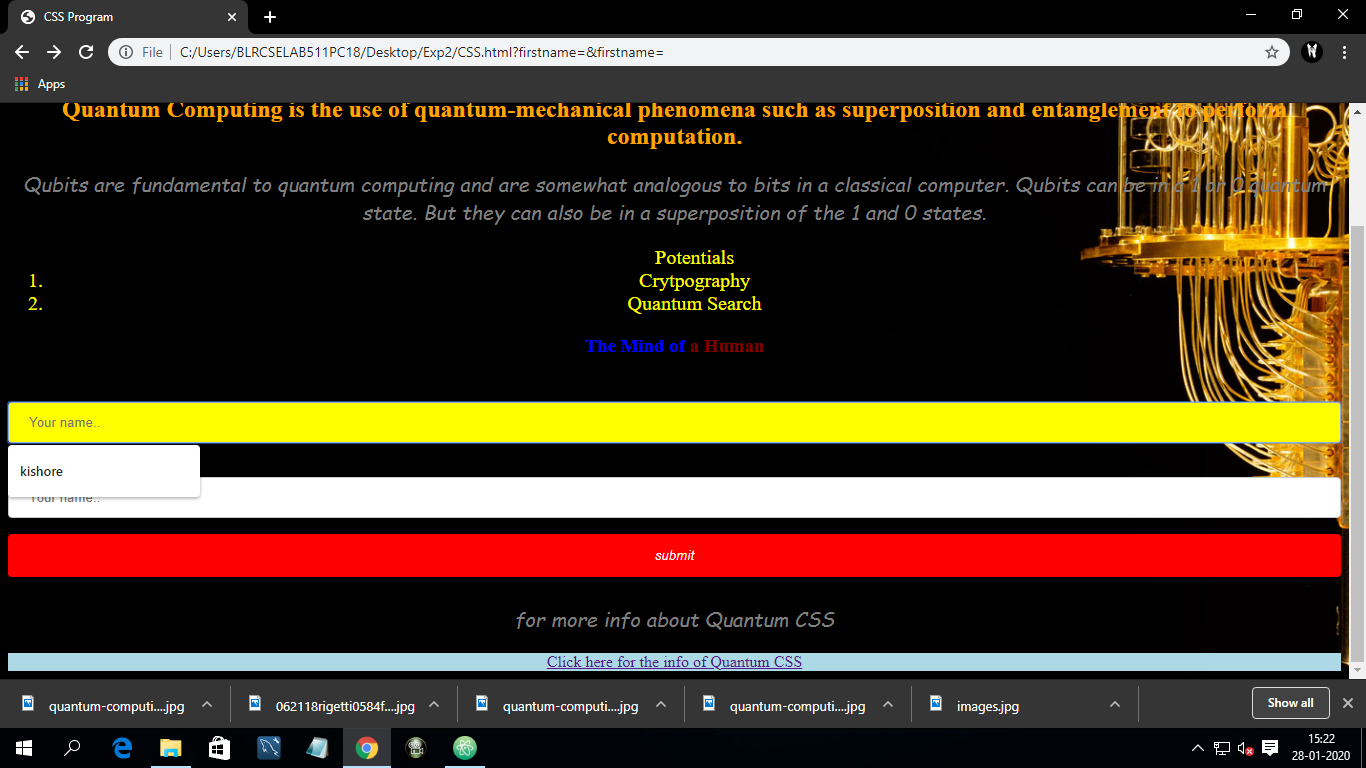 CSS Program
File
C:/Users/BLRCSELAB511PC18/Desktop/Exp2/CSS.html?firstname=&firstname=
Apps
Quantum Computing is the use of quantum-mechanical phenomena such as superposition and entanglement to perform
computation.
Qubits are fundamental to quantum computing and are somewhat analogous to bits in a classical computer. Qubits can be in a 1 or 0 quantum
state. But they can also be in a superposition of the 1 and 0 states.
Potentials
1. Crytpography
2. Quantum Search
The Mind of a Human
Your name..
kishore
Your name..
submit
for more info about Quantum CSS
Click here for the info of Quantum CSS
quantum-computi....jpg
062118rigetti0584f....jpg
quantum-computi....jpg
quantum-computi....jpg
images.jpg
Show all
15:22
28-01-2020